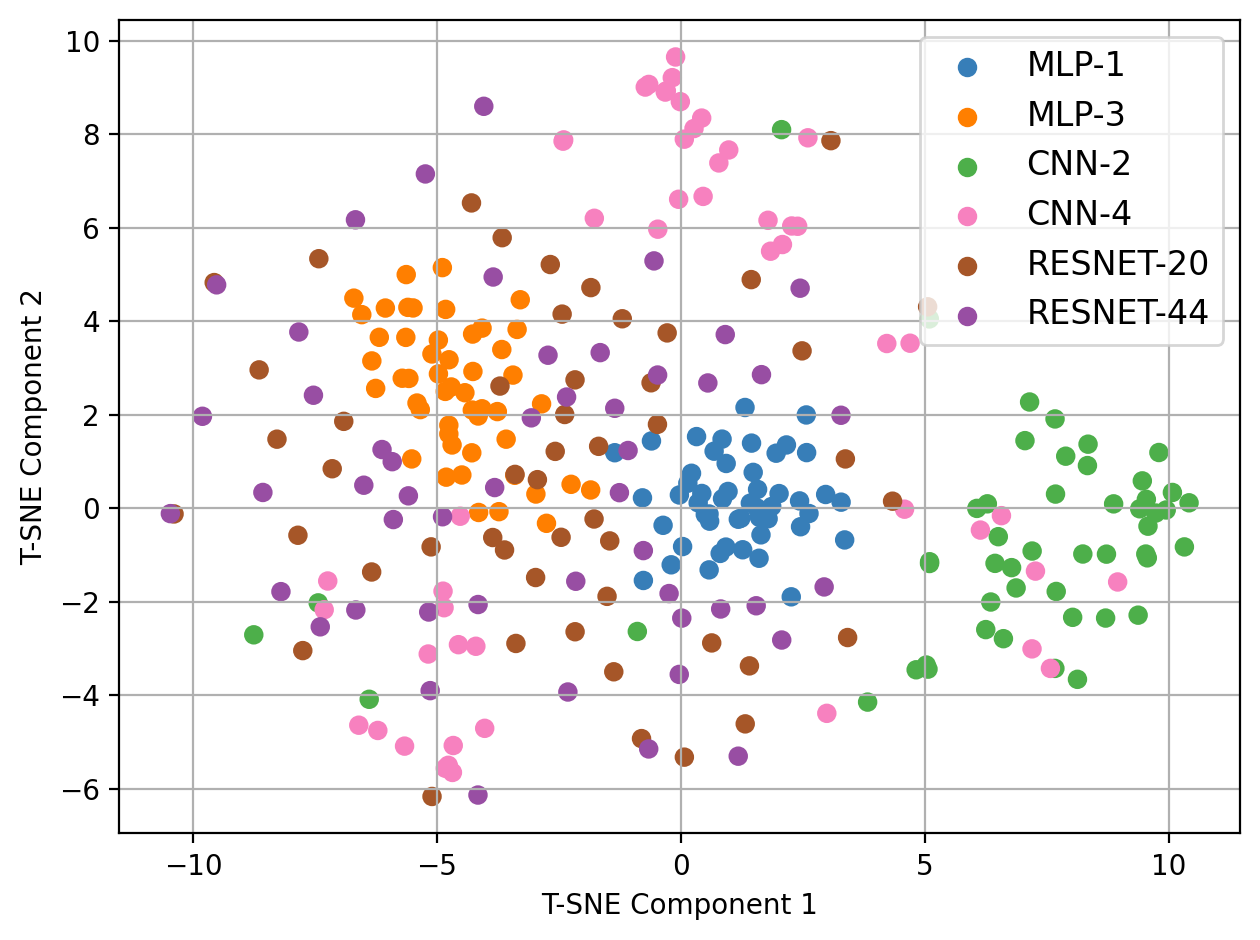 MLP-1
MLP-3
CNN-2
CNN-4
RESNET-20
RESNET-44
10
8
6
4
2
0
−2
−4
−6
−10
−5
0
5
10
T-SNE Component 1
T-SNE Component 2